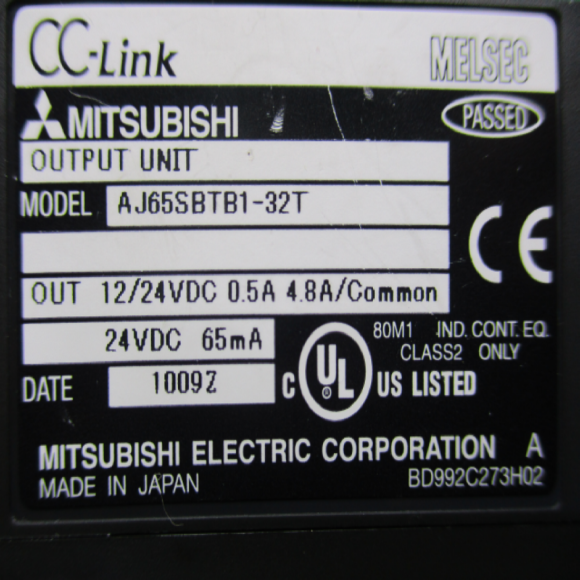 CC-Link MELSEC
MITSUBISHI PASSED
OUTPUT UNIT
MODEL AJ65SBTB1-32T
CE
OUT 12/24VDC 0.5A 4.8A/Common
24VDC 65mA
80M1 IND. CONT. EQ.
CLASS2 ONLY
DATE 1009Z
C UL US LISTED
MITSUBISHI ELECTRIC CORPORATION A
MADE IN JAPAN BD992C273H02